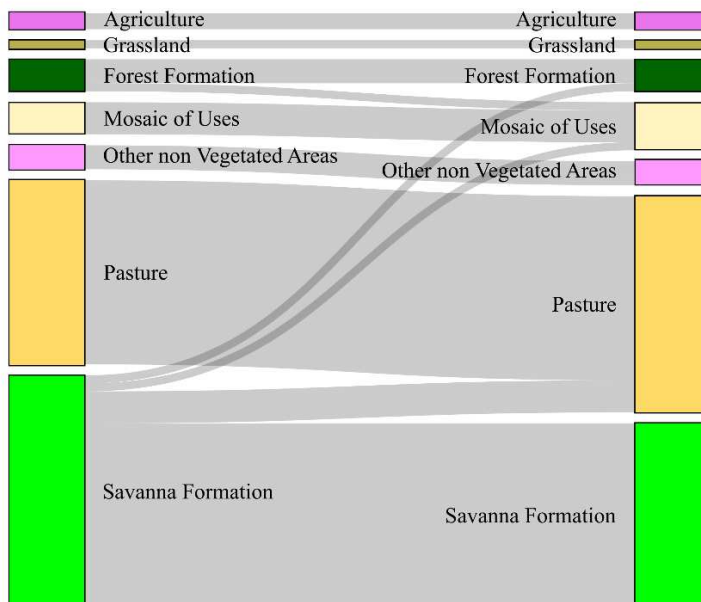 Agriculture
Agriculture
Grassland
Grassland
Forest Formation
Forest Formation
Mosaic of Uses
Mosaic of Uses
Other non Vegetated Areas
Other non Vegetated Areas
Pasture
Pasture
Savanna Formation
Savanna Formation